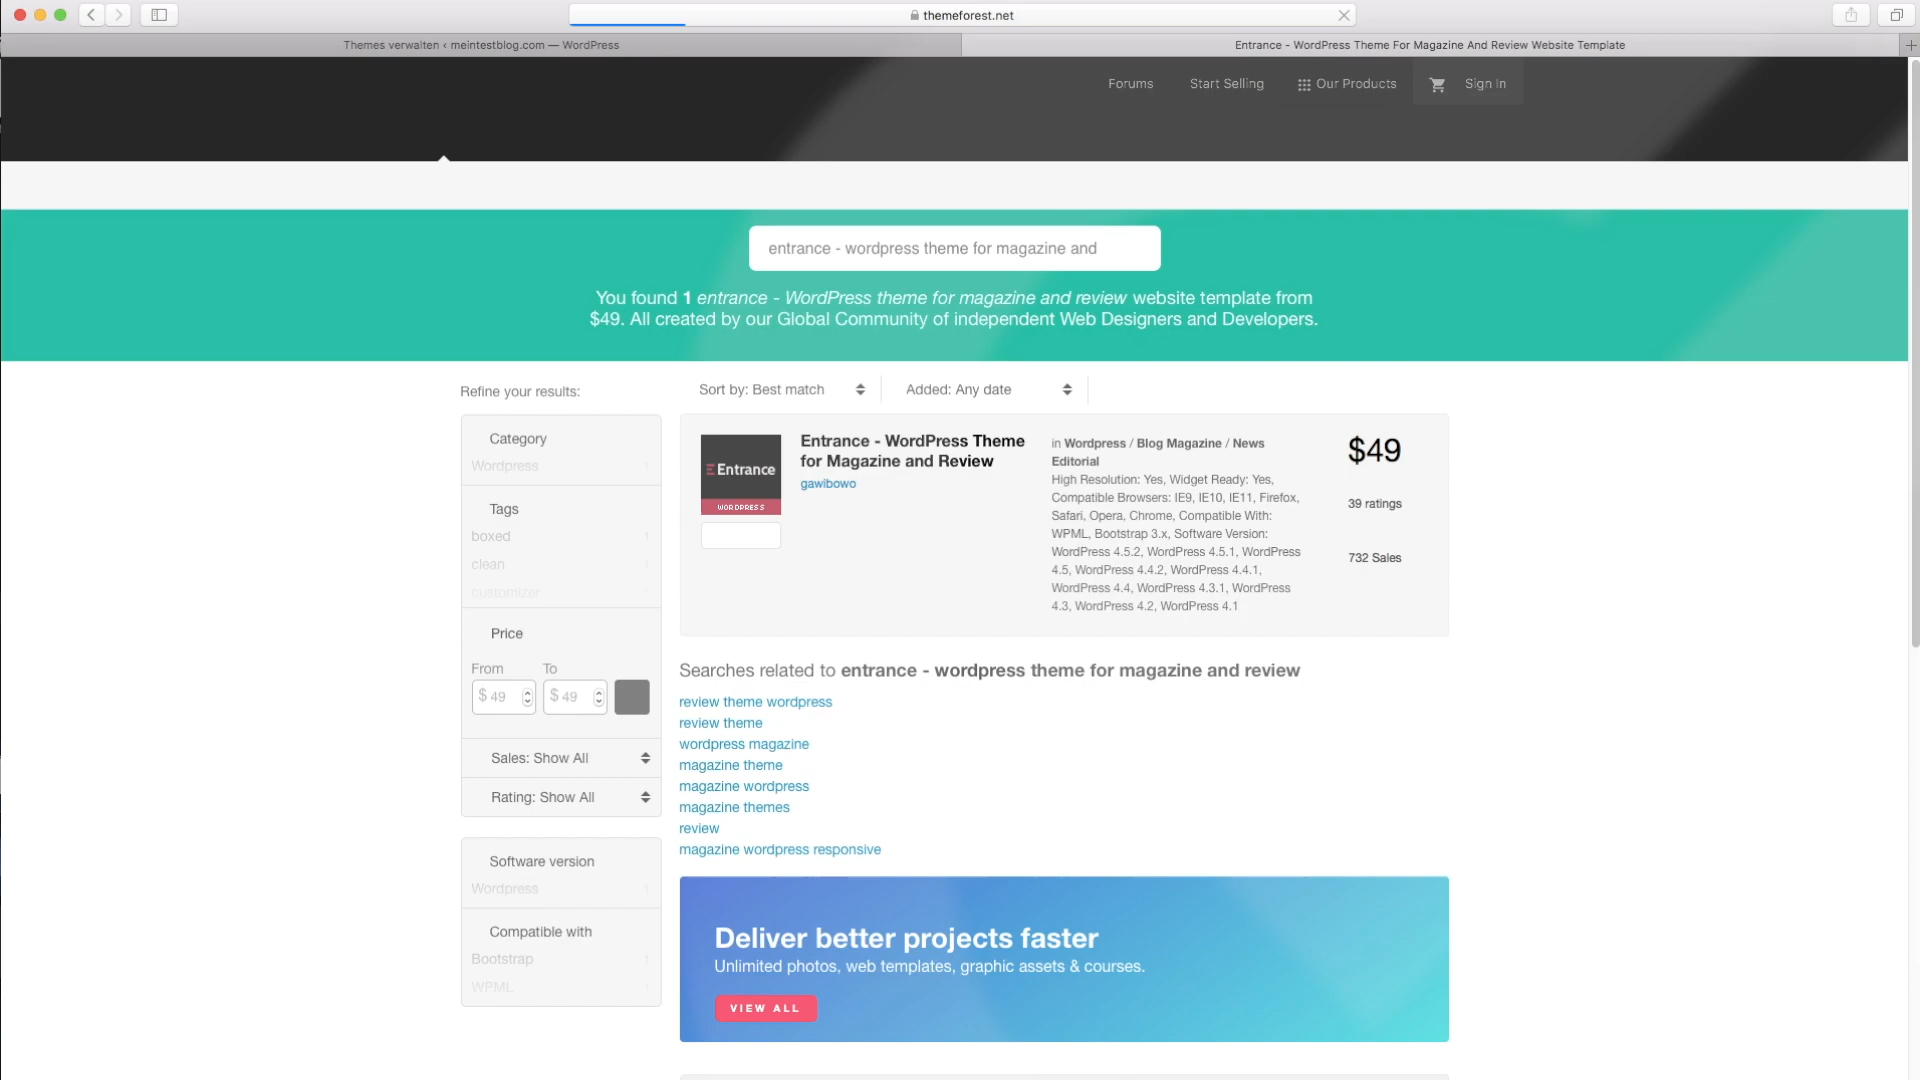 themeforest.net
Themes verwalten ‹ meintestblog.com — WordPress
Entrance - WordPress Theme For Magazine And Review Website Template
Forums
Start Selling
Our Products
Sign In
entrance - wordpress theme for magazine and
You found 1 entrance - WordPress theme for magazine and review website template from
$49. All created by our Global Community of independent Web Designers and Developers.
Refine your results:
Sort by: Best match
Added: Any date
Category
Wordpress 1
Tags
boxed 1
clean 1
customizer
Price
From To
$ 49 $ 49
Sales: Show All
Rating: Show All
Software version
Wordpress 1
Compatible with
Bootstrap 1
WPML 1
Entrance
WORDPRESS
Entrance - WordPress Theme
for Magazine and Review
gawibowo
in Wordpress / Blog Magazine / News
Editorial
High Resolution: Yes, Widget Ready: Yes,
Compatible Browsers: IE9, IE10, IE11, Firefox,
Safari, Opera, Chrome, Compatible With:
WPML, Bootstrap 3.x, Software Version:
WordPress 4.5.2, WordPress 4.5.1, WordPress
4.5, WordPress 4.4.2, WordPress 4.4.1,
WordPress 4.4, WordPress 4.3.1, WordPress
4.3, WordPress 4.2, WordPress 4.1
$49
39 ratings
732 Sales
Searches related to entrance - wordpress theme for magazine and review
review theme wordpress
review theme
wordpress magazine
magazine theme
magazine wordpress
magazine themes
review
magazine wordpress responsive
Deliver better projects faster
Unlimited photos, web templates, graphic assets & courses.
VIEW ALL